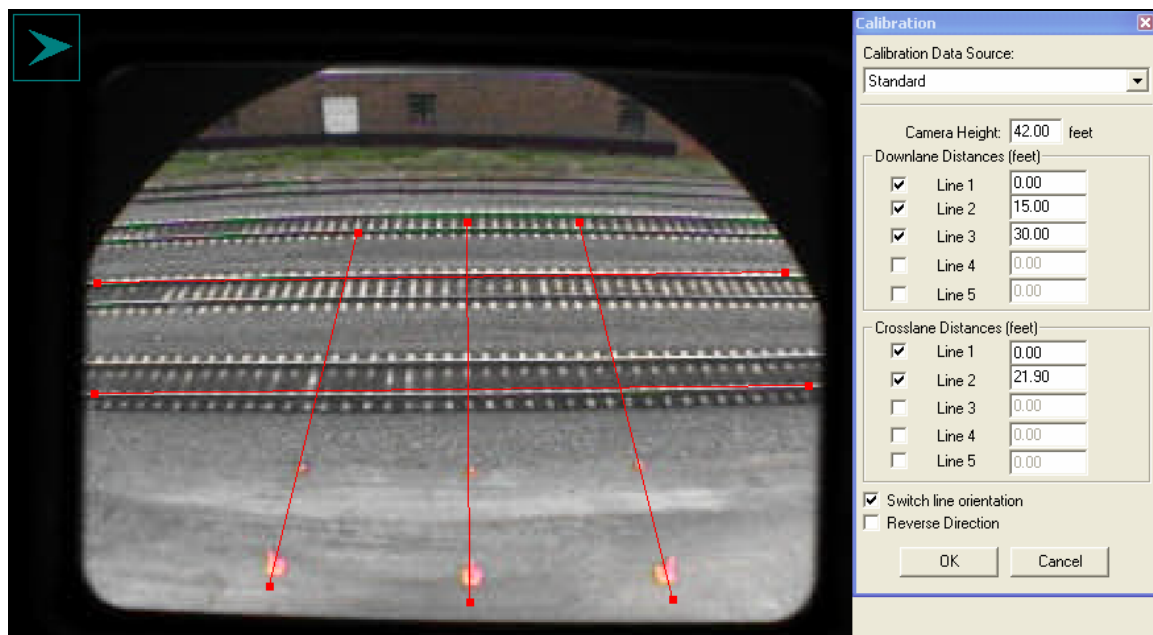 Calibration
Calibration Data Source:
Standard
Camera Height: 42.00 feet
Downlane Distances (feet)
Line 1 0.00
Line 2 15.00
Line 3 30.00
Line 4 0.00
Line 5 0.00
Crosslane Distances (feet)
Line 1 0.00
Line 2 21.90
Line 3 0.00
Line 4 0.00
Line 5 0.00
Switch line orientation
Reverse Direction
OK Cancel